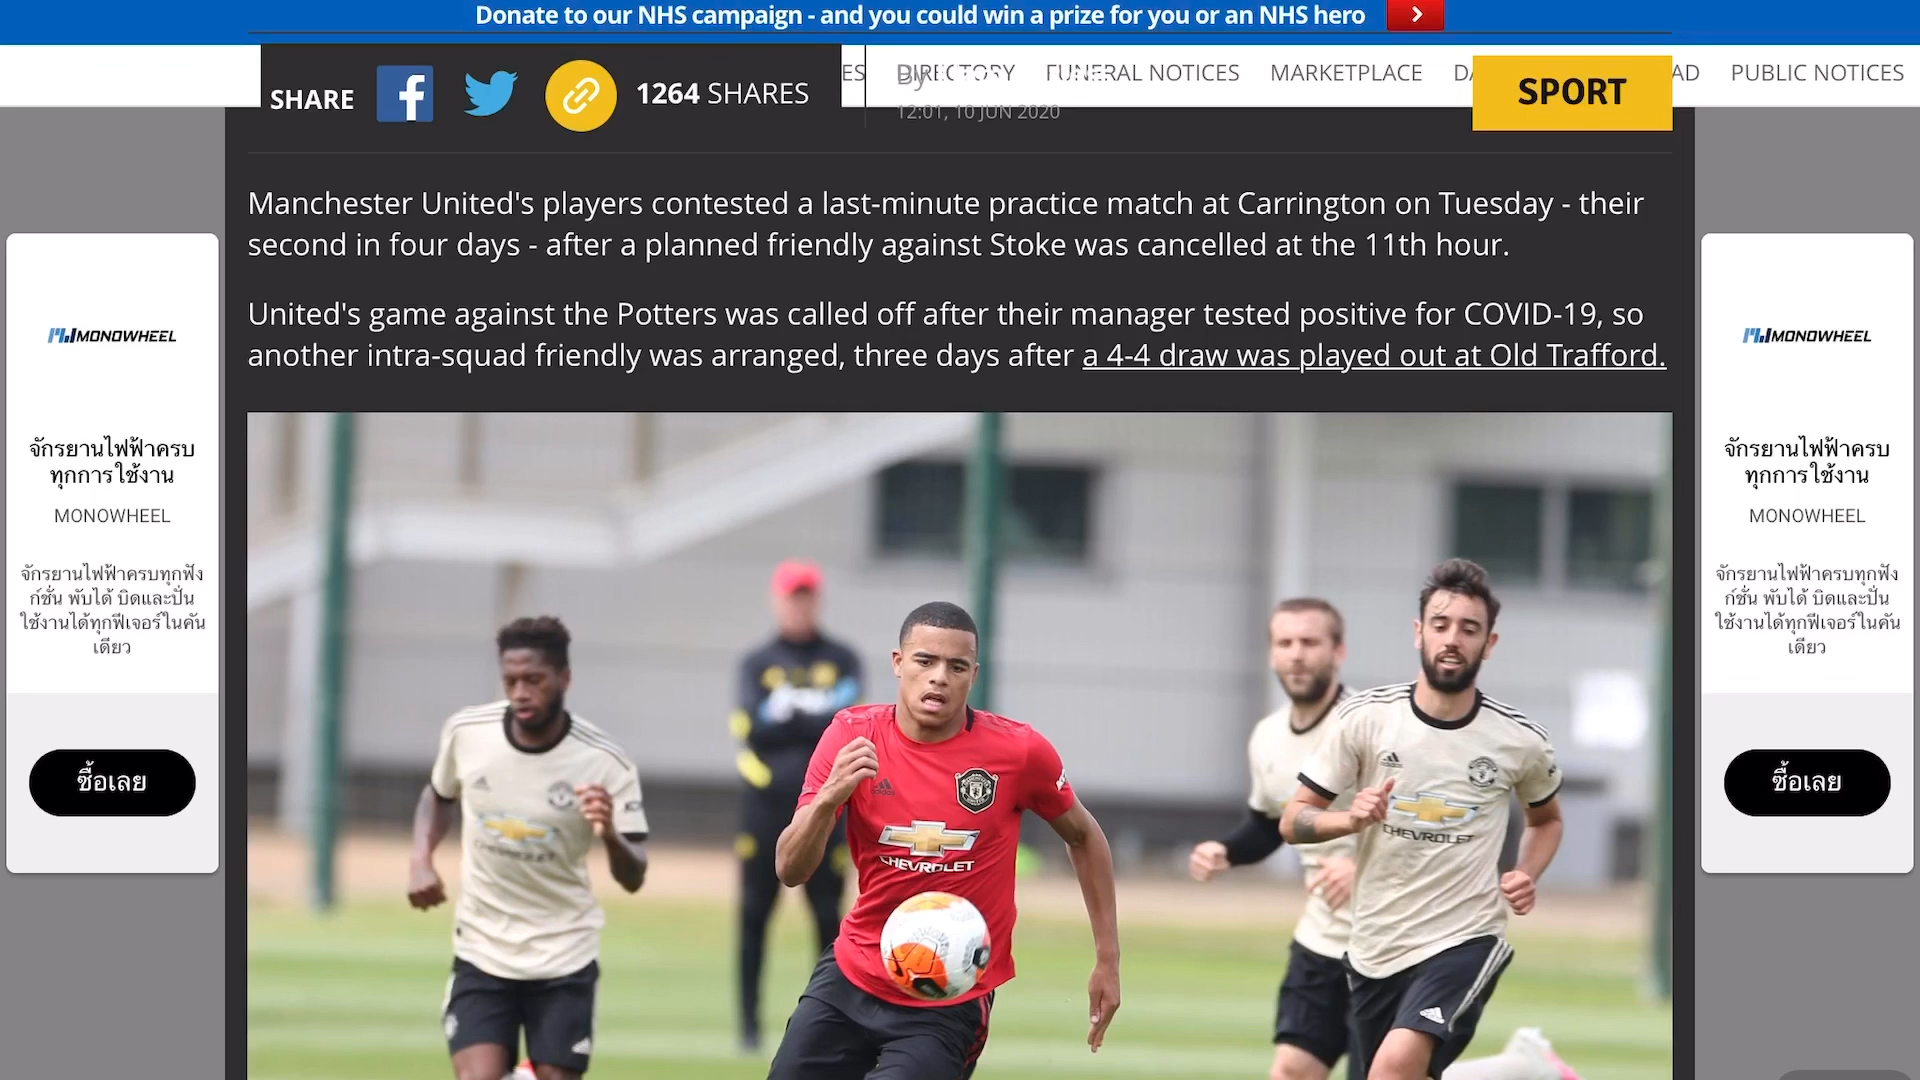 Donate to our NHS campaign - and you could win a prize for you or an NHS hero
SHARE
1264 SHARES
ES DIRECTORY FUNERAL NOTICES MARKETPLACE DA AD PUBLIC NOTICES
By
12:01, 10 JUN 2020
SPORT
Manchester United's players contested a last-minute practice match at Carrington on Tuesday - their
second in four days - after a planned friendly against Stoke was cancelled at the 11th hour.
United's game against the Potters was called off after their manager tested positive for COVID-19, so
another intra-squad friendly was arranged, three days after a 4-4 draw was played out at Old Trafford.
MONOWHEEL
จักรยานไฟฟ้าครบ
ทุกการใช้งาน
MONOWHEEL
จักรยานไฟฟ้าครบทุกฟัง
ก์ชั่น พับได้ บิดและปั่น
ใช้งานได้ทุกฟีเจอร์ในคัน
เดียว
ซื้อเลย
CHEVROLET
adidas
CHEVROLET
CHEVROLET
MONOWHEEL
จักรยานไฟฟ้าครบ
ทุกการใช้งาน
MONOWHEEL
จักรยานไฟฟ้าครบทุกฟัง
ก์ชั่น พับได้ บิดและปั่น
ใช้งานได้ทุกฟีเจอร์ในคัน
เดียว
ซื้อเลย